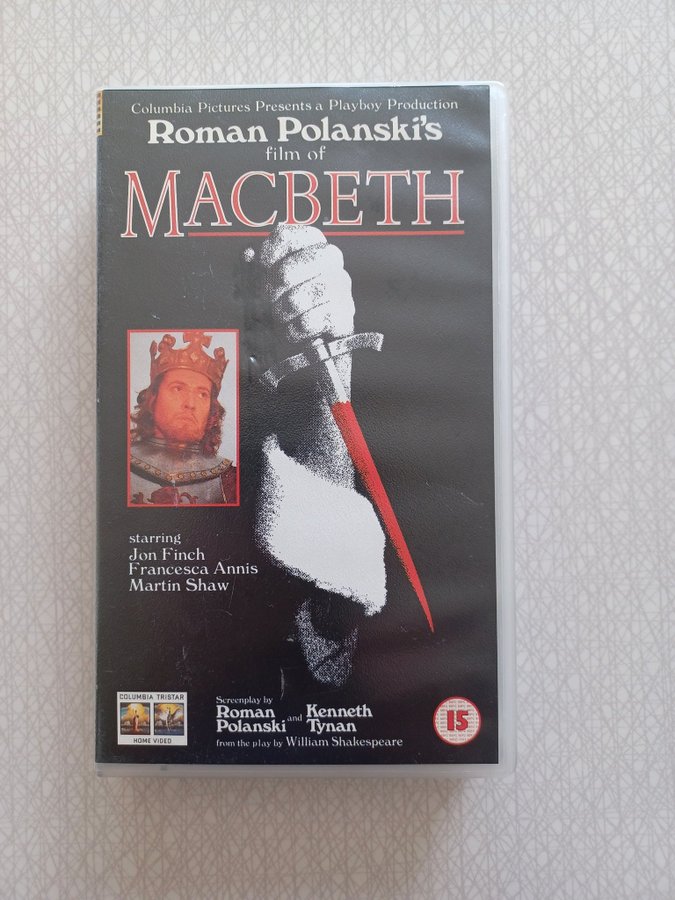 Columbia Pictures Presents a Playboy Production
Roman Polanski's
film of
MACBETH
starring
Jon Finch
Francesca Annis
Martin Shaw
COLUMBIA TRISTAR
HOME VIDEO
Screenplay by
Roman Polanski and Kenneth Tynan
from the play by William Shakespeare
15